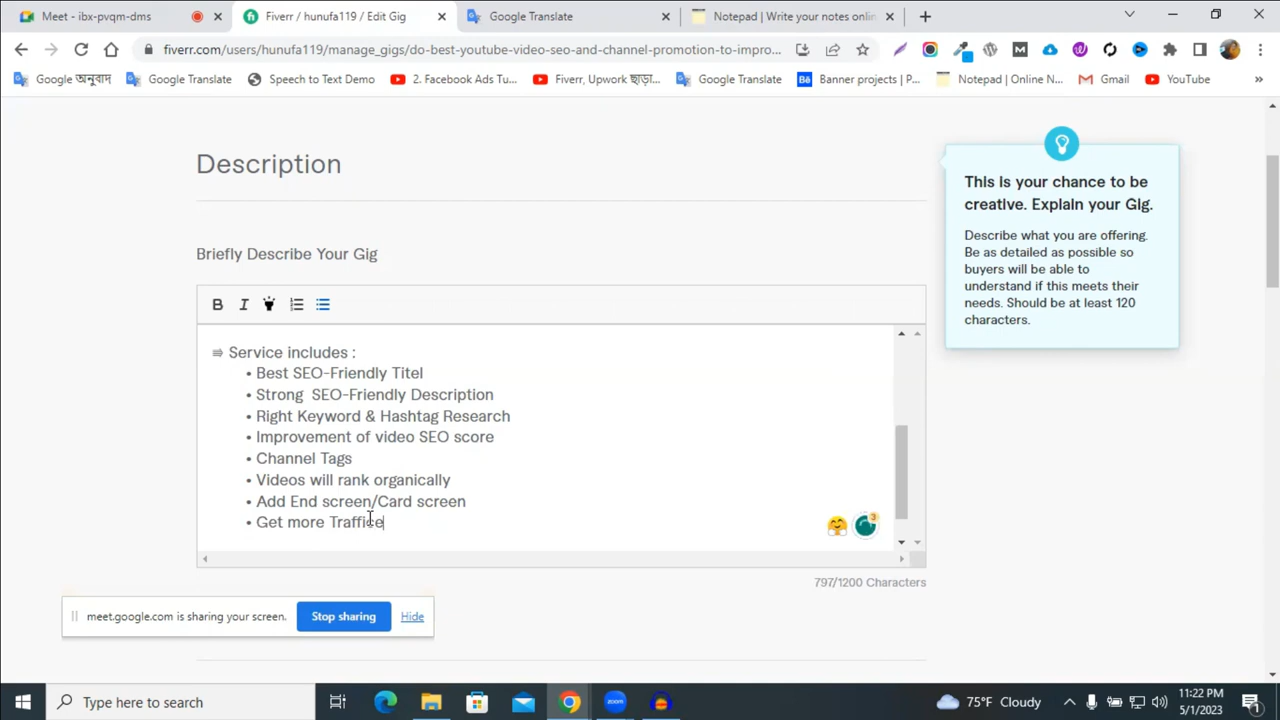 Meet - ibx-pvqm-dms
Fiverr / hunufa119 / Edit Gig
Google Translate
Notepad | Write your notes online
fiverr.com/users/hunufa119/manage_gigs/do-best-youtube-video-seo-and-channel-promotion-to-impro...
Google অনুবাদ
Google Translate
Speech to Text Demo
2. Facebook Ads Tu...
Fiverr, Upwork ছাড়া...
Google Translate
Banner projects | P...
Notepad | Online N...
Gmail
YouTube
Description
Briefly Describe Your Gig
⇛ Service includes :
• Best SEO-Friendly Titel
• Strong  SEO-Friendly Description
• Right Keyword & Hashtag Research
• Improvement of video SEO score
• Channel Tags
• Videos will rank organically
• Add End screen/Card screen
• Get more Traffice
3
797/1200 Characters
This is your chance to be
creative. Explain your Gig.
Describe what you are offering.
Be as detailed as possible so
buyers will be able to
understand if this meets their
needs. Should be at least 120
characters.
meet.google.com is sharing your screen.
Stop sharing
Hide
Type here to search
zoom
75°F Cloudy
11:22 PM
5/1/2023
1